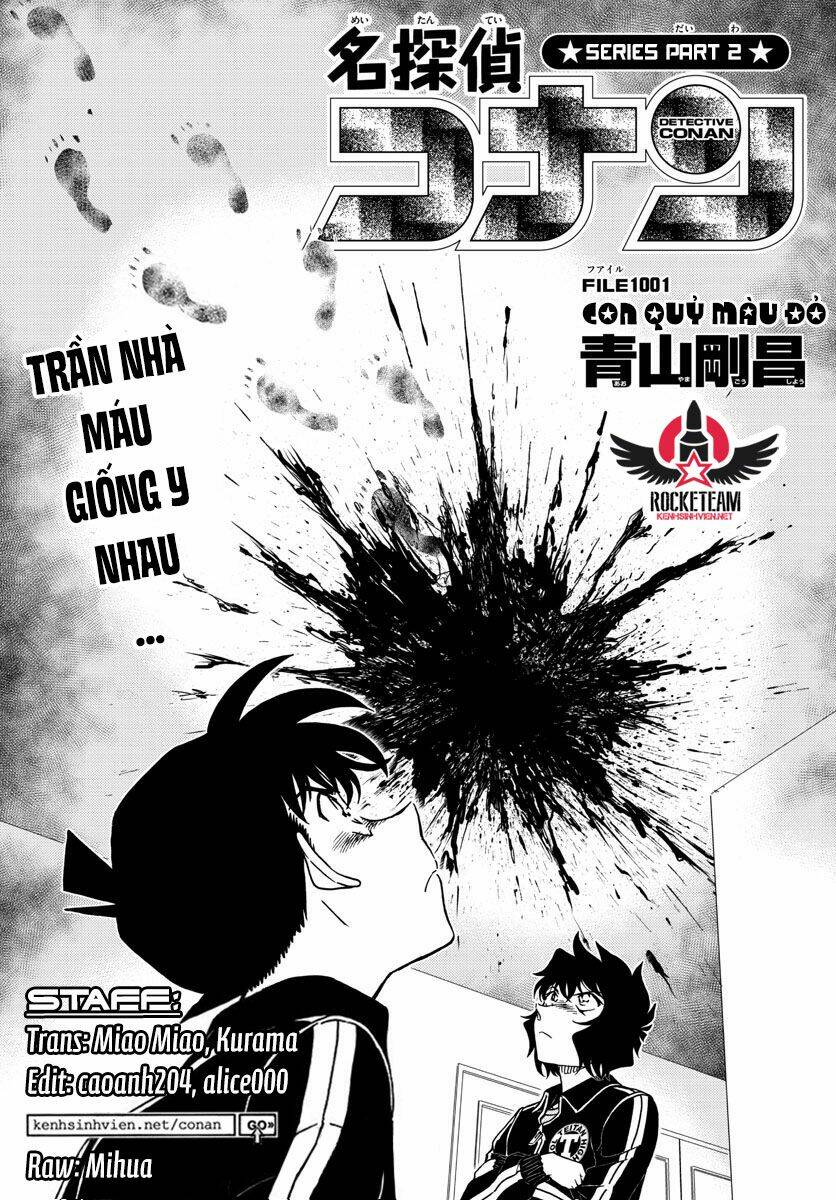 めい たん てい
名探偵
だい わ
★ SERIES PART 2 ★
コナン
DETECTIVE
CONAN
ファイル
FILE1001
CON QUỶ MÀU ĐỎ
青山剛昌
あお やま ごう しょう
ROCKETEAM
KENHSINHVIEN.NET
TRẦN NHÀ
MÁU
GIỐNG Y
NHAU
...
STAFF:
Trans: Miao Miao, Kurama
Edit: caoanh204, alice000
kenhsinhvien.net/conan GO»
Raw: Mihua